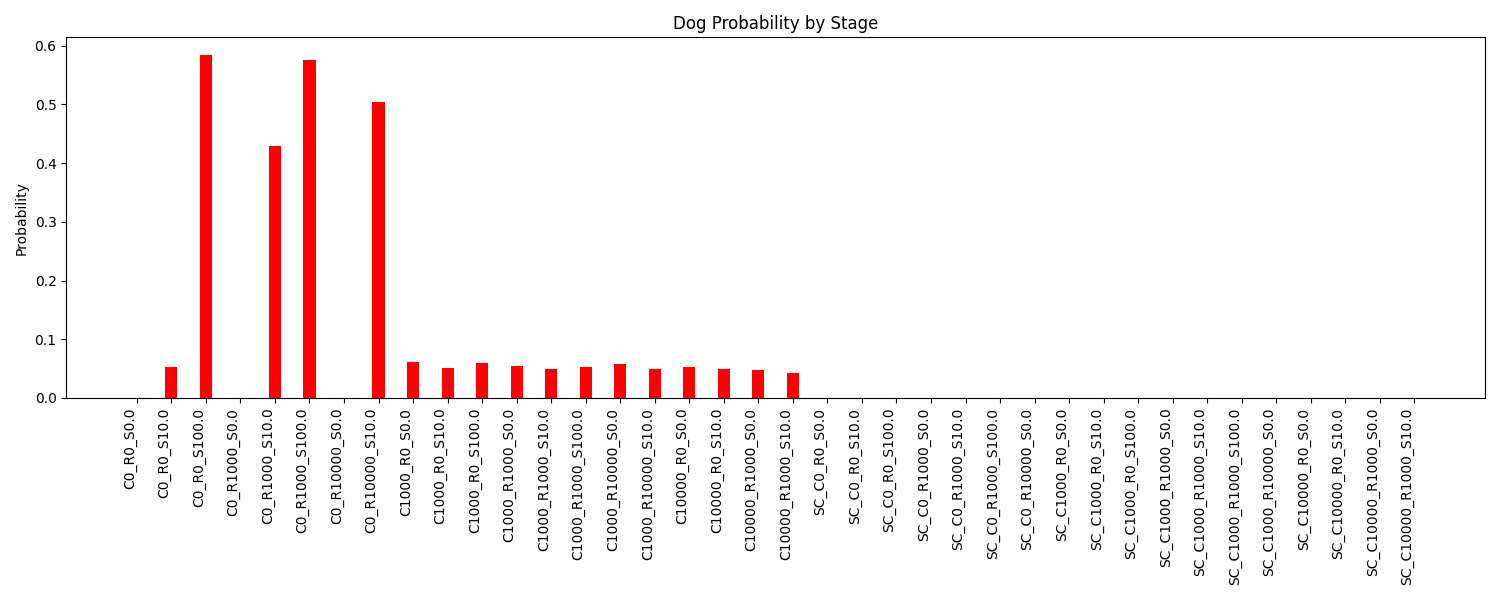 Dog Probability by Stage
Probability
0.6
0.5
0.4
0.3
0.2
0.1
0.0
C0_R0_S0.0
C0_R0_S10.0
C0_R0_S100.0
C0_R1000_S0.0
C0_R1000_S10.0
C0_R1000_S100.0
C0_R10000_S0.0
C0_R10000_S10.0
C1000_R0_S0.0
C1000_R0_S10.0
C1000_R0_S100.0
C1000_R1000_S0.0
C1000_R1000_S10.0
C1000_R1000_S100.0
C1000_R10000_S0.0
C1000_R10000_S10.0
C10000_R0_S0.0
C10000_R0_S10.0
C10000_R1000_S0.0
C10000_R1000_S10.0
SC_C0_R0_S0.0
SC_C0_R0_S10.0
SC_C0_R0_S100.0
SC_C0_R1000_S0.0
SC_C0_R1000_S10.0
SC_C0_R1000_S100.0
SC_C0_R10000_S0.0
SC_C1000_R0_S0.0
SC_C1000_R0_S10.0
SC_C1000_R0_S100.0
SC_C1000_R1000_S0.0
SC_C1000_R1000_S10.0
SC_C1000_R1000_S100.0
SC_C1000_R10000_S0.0
SC_C10000_R0_S0.0
SC_C10000_R0_S10.0
SC_C10000_R1000_S0.0
SC_C10000_R1000_S10.0